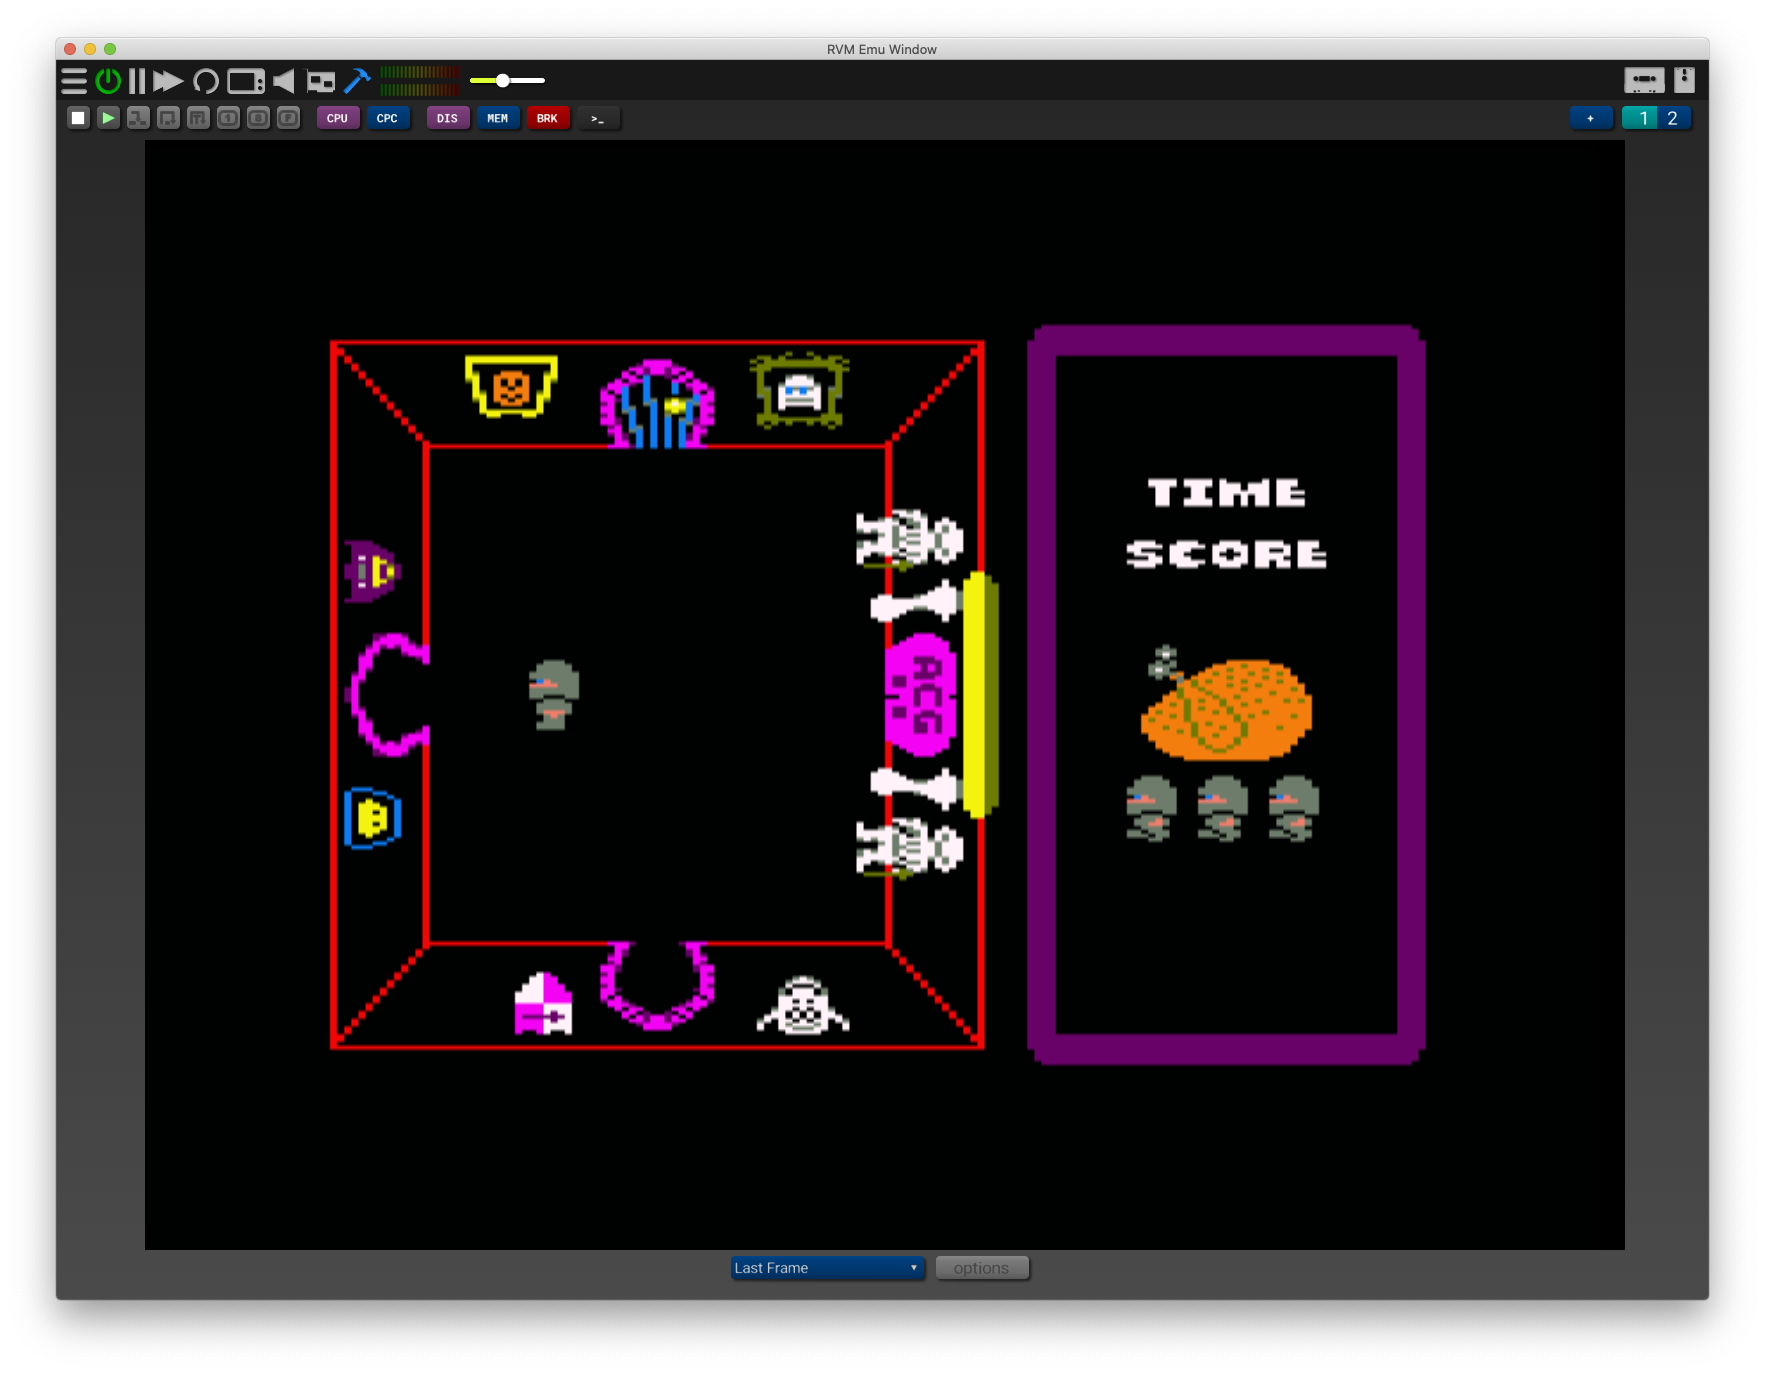 RVM Emu Window
CPU CPC DIS MEM BRK >_ + 1 2
TIME
SCORE
ACG
Last Frame options